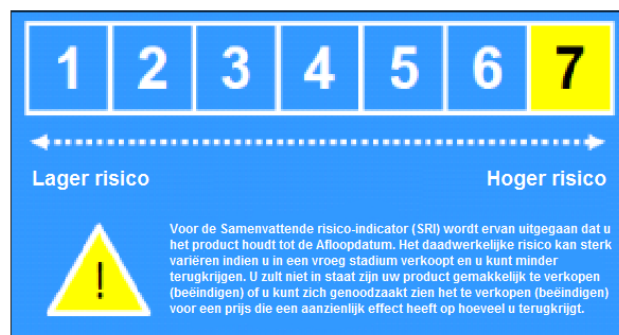 1 2 3 4 5 6 7
Lager risico Hoger risico
Voor de Samenvattende risico-indicator (SRI) wordt ervan uitgegaan dat u
het product houdt tot de Afloopdatum. Het daadwerkelijke risico kan sterk
variëren indien u in een vroeg stadium verkoopt en u kunt minder
terugkrijgen. U zult niet in staat zijn uw product gemakkelijk te verkopen
(beëindigen) of u kunt zich genoodzaakt zien het te verkopen (beëindigen)
voor een prijs die een aanzienlijk effect heeft op hoeveel u terugkrijgt.
!